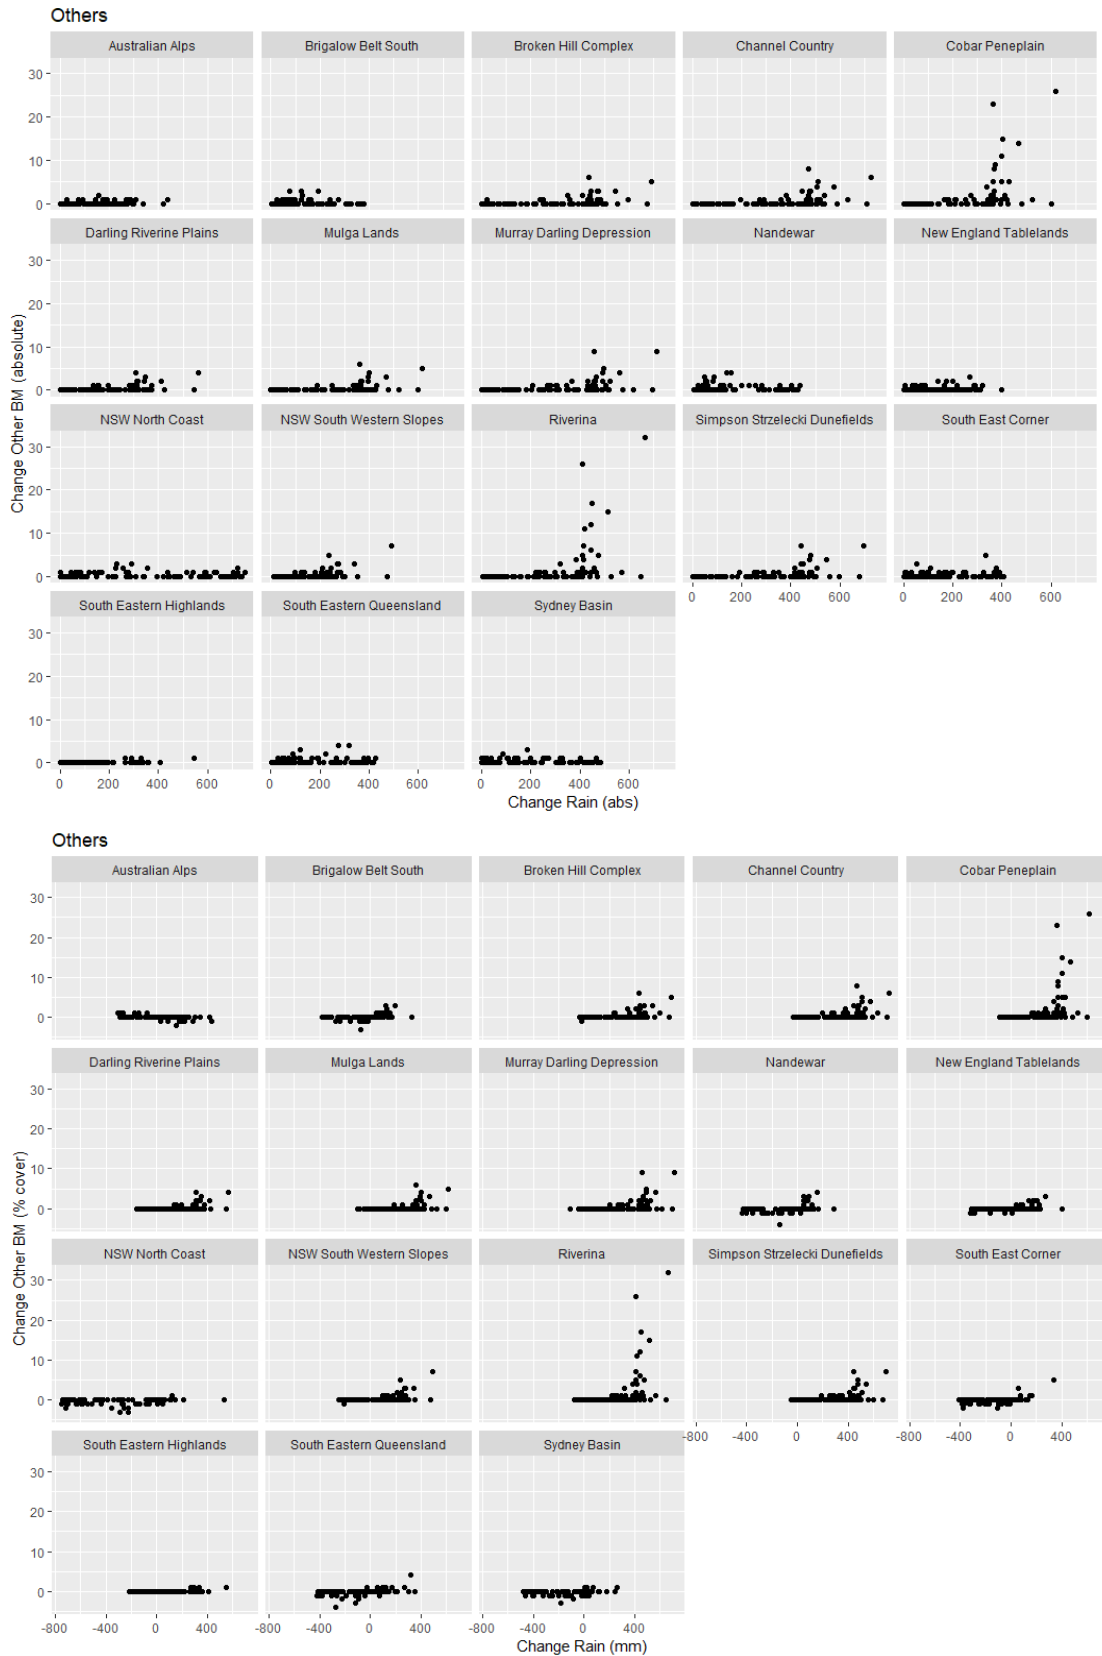 Others
Australian Alps Brigalow Belt South Broken Hill Complex Channel Country Cobar Peneplain
30
20
10
0
Darling Riverine Plains Mulga Lands Murray Darling Depression Nandewar New England Tablelands
30
20
10
0
NSW North Coast NSW South Western Slopes Riverina Simpson Strzelecki Dunefields South East Corner
30
20
10
0
0 200 400 600 0 200 400 600
South Eastern Highlands South Eastern Queensland Sydney Basin
30
20
10
0
0 200 400 600 0 200 400 600 0 200 400 600
Change Rain (abs)
Change Other BM (absolute)
Others
Australian Alps Brigalow Belt South Broken Hill Complex Channel Country Cobar Peneplain
30
20
10
0
Darling Riverine Plains Mulga Lands Murray Darling Depression Nandewar New England Tablelands
30
20
10
0
NSW North Coast NSW South Western Slopes Riverina Simpson Strzelecki Dunefields South East Corner
30
20
10
0
-800 -400 0 400 -800 -400 0 400
South Eastern Highlands South Eastern Queensland Sydney Basin
30
20
10
0
-800 -400 0 400 -800 -400 0 400 -800 -400 0 400
Change Rain (mm)
Change Other BM (% cover)